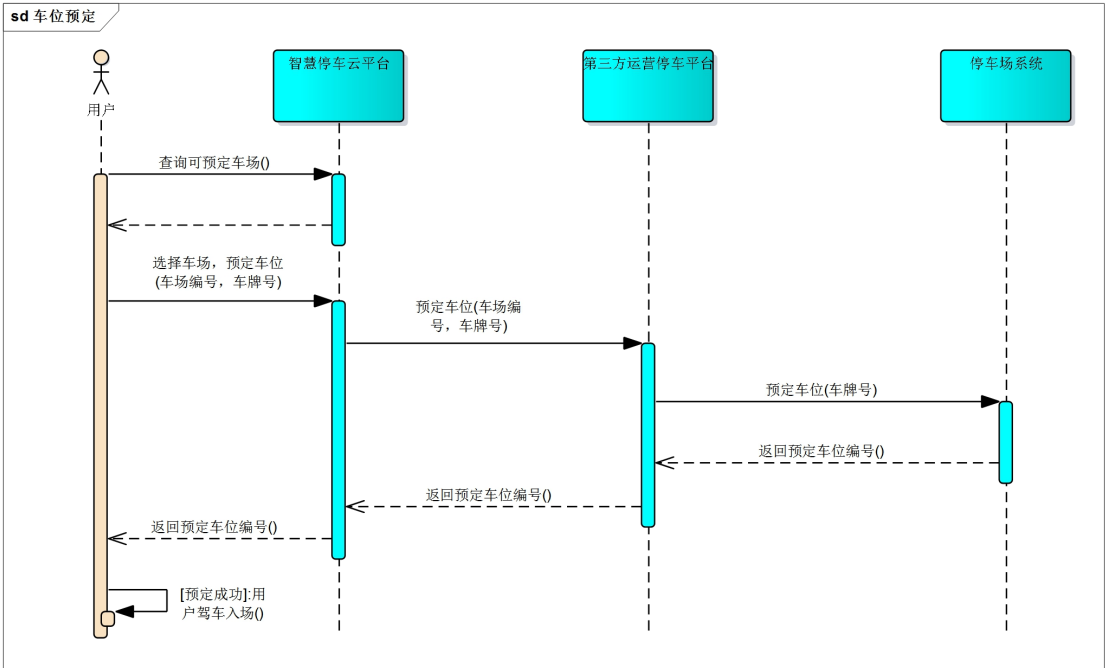 sd 车位预定
智慧停车云平台
第三方运营停车平台
停车场系统
用户
查询可预定车场()
选择车场，预定车位
(车场编号，车牌号)
预定车位(车场编
号，车牌号)
预定车位(车牌号)
返回预定车位编号()
返回预定车位编号()
返回预定车位编号()
[预定成功]:用
户驾车入场()